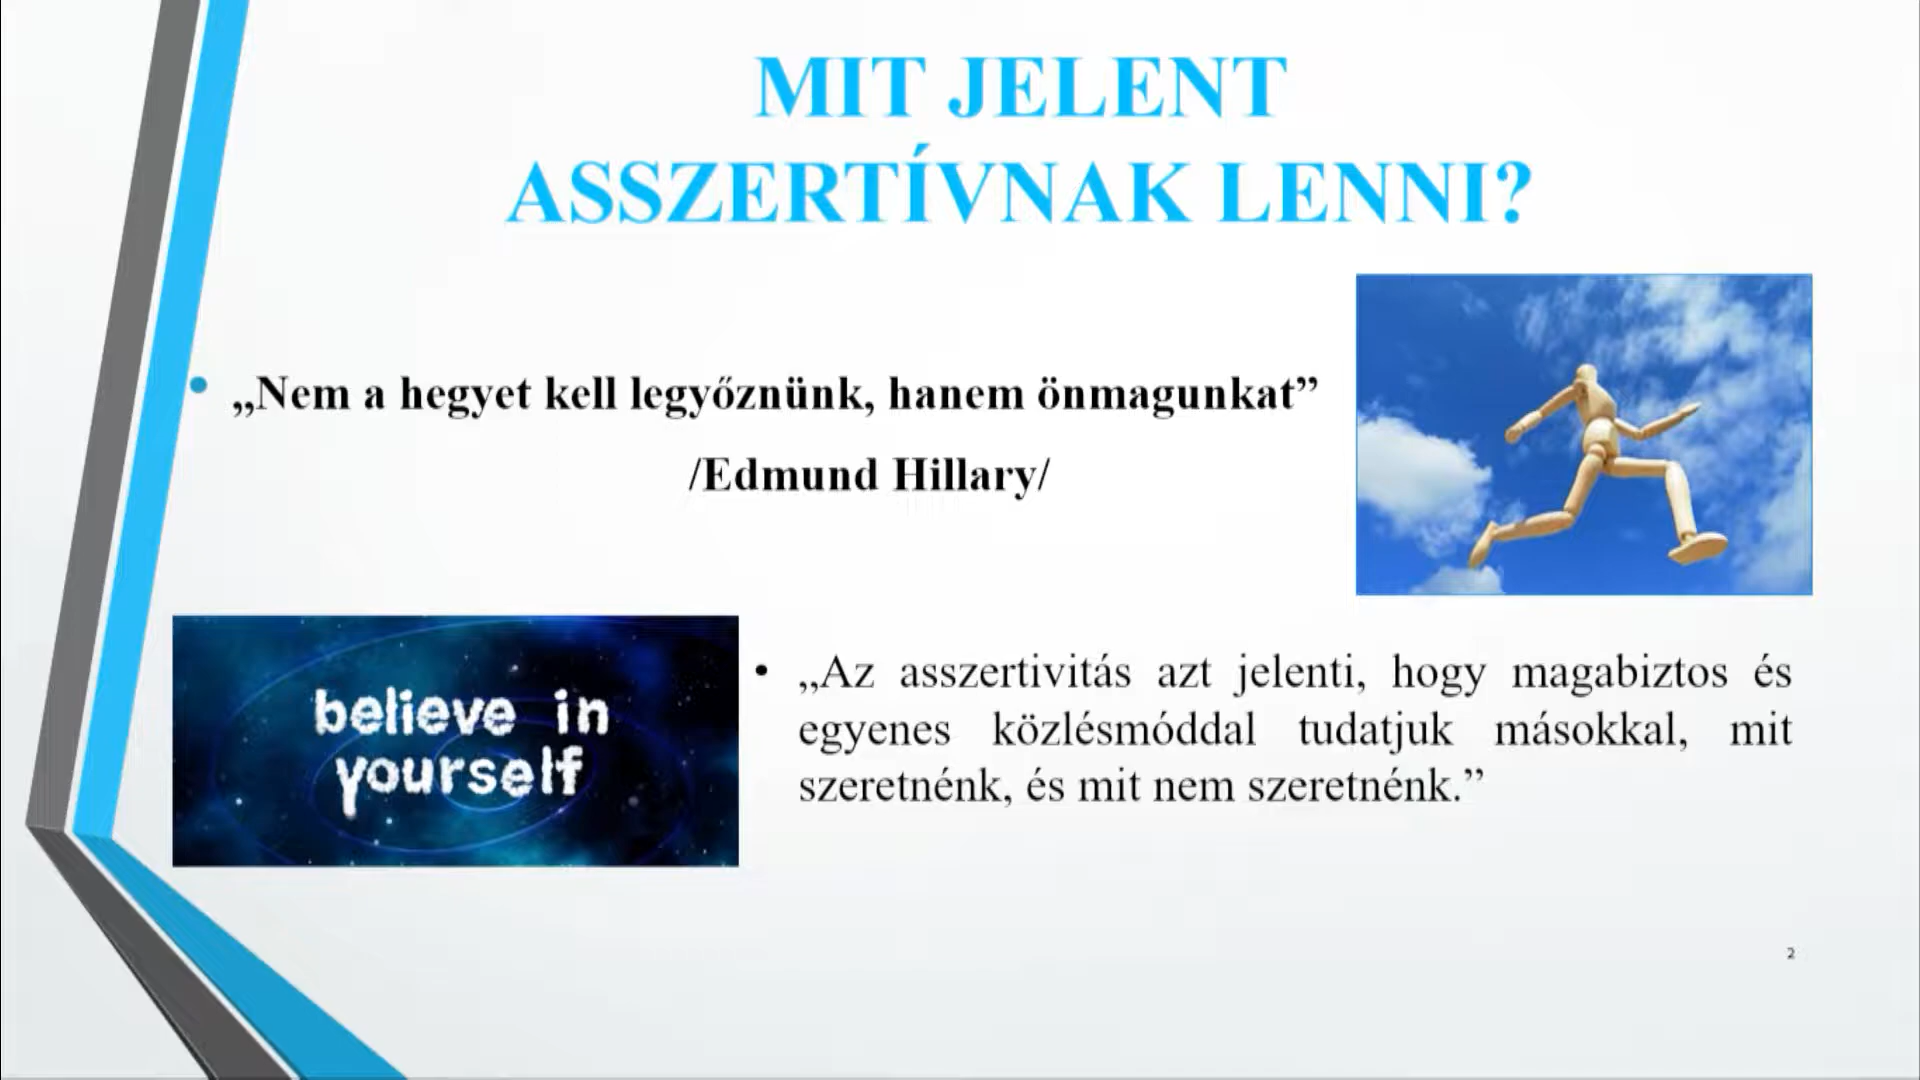 MIT JELENT
ASSZERTÍVNAK LENNI?
• „Nem a hegyet kell legyőznünk, hanem önmagunkat”
/Edmund Hillary/
believe in
yourself
• „Az asszertivitás azt jelenti, hogy magabiztos és
egyenes közlésmóddal tudatjuk másokkal, mit
szeretnénk, és mit nem szeretnénk.”
2